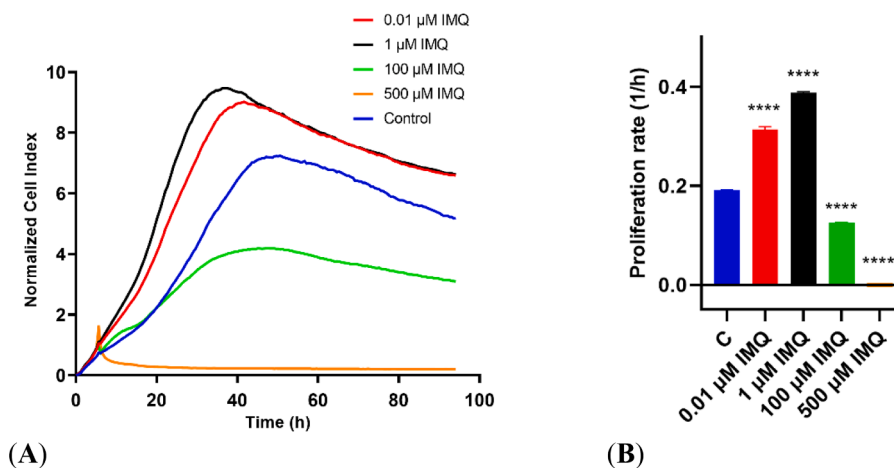 0.01 µM IMQ
1 µM IMQ
100 µM IMQ
500 µM IMQ
Control
Normalized Cell Index
10
8
6
4
2
0
0 20 40 60 80 100
Time (h)
(A)
Proliferation rate (1/h)
0.4
0.2
0.0
****
****
****
****
C
0.01 µM IMQ
1 µM IMQ
100 µM IMQ
500 µM IMQ
(B)